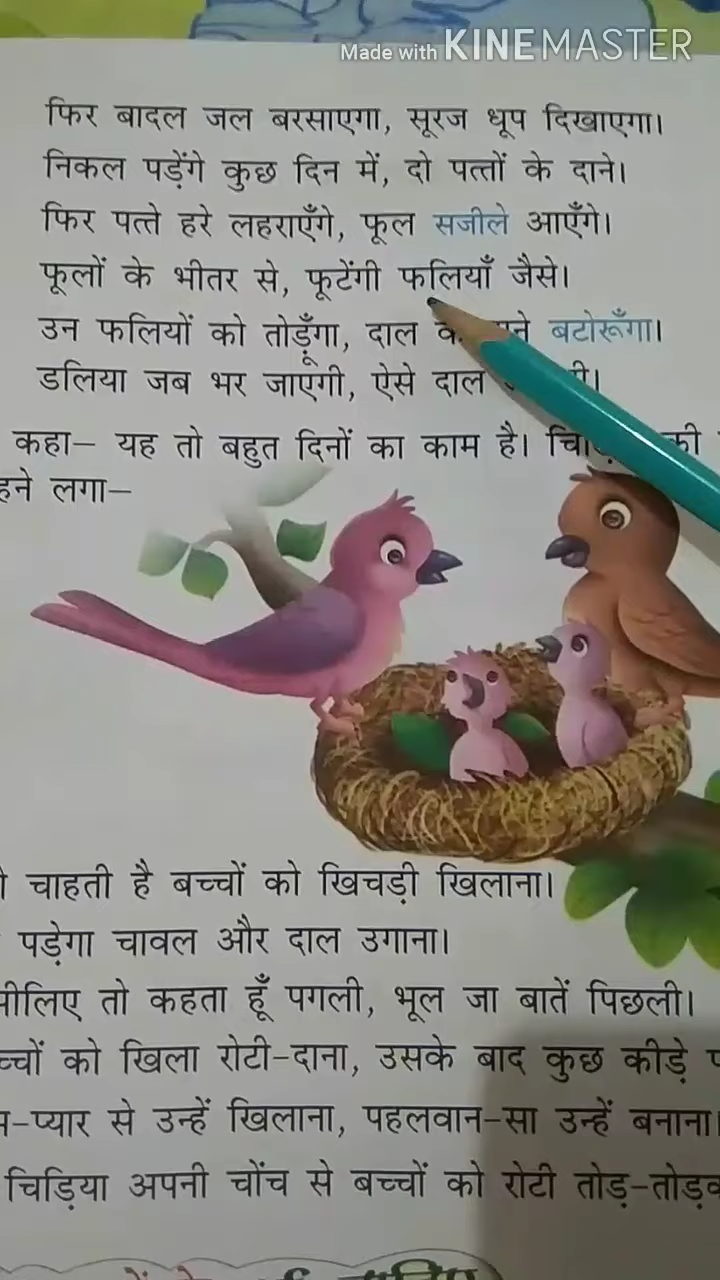 Made with KINEMASTER
फिर बादल जल बरसाएगा, सूरज धूप दिखाएगा।
निकल पड़ेंगे कुछ दिन में, दो पत्तों के दाने।
फिर पत्ते हरे लहराएँगे, फूल सजीले आएँगे।
फूलों के भीतर से, फूटेंगी फलियाँ जैसे।
उन फलियों को तोड़ूँगा, दाल बटोरूँगा।
डलिया जब भर जाएगी, ऐसे दाल
कहा– यह तो बहुत दिनों का काम है। की
लगा–
चाहती है बच्चों को खिचड़ी खिलाना।
पड़ेगा चावल और दाल उगाना।
तो कहता हूँ पगली, भूल जा बातें पिछली।
को खिला रोटी-दाना, उसके बाद कुछ कीड़े
प्यार से उन्हें खिलाना, पहलवान-सा उन्हें बनाना।
चिड़िया अपनी चोंच से बच्चों को रोटी